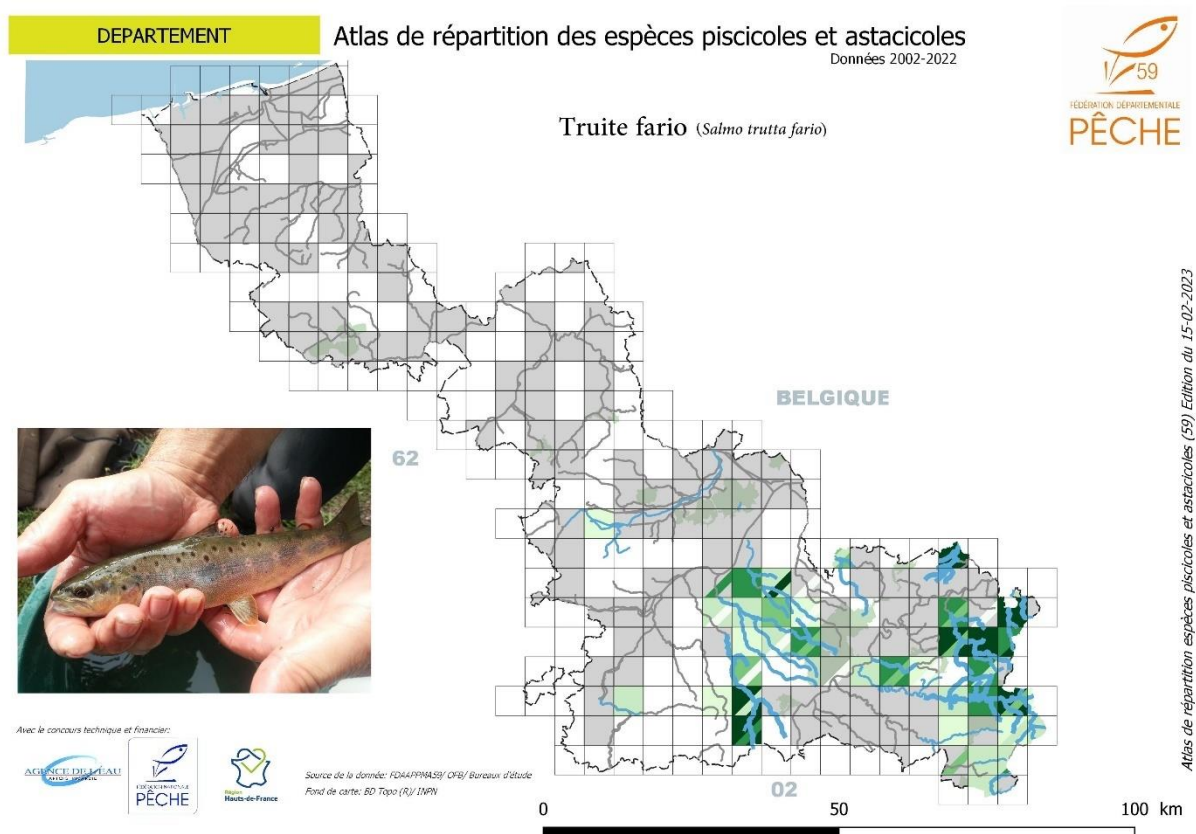 DEPARTEMENT
Atlas de répartition des espèces piscicoles et astacicoles
Données 2002-2022
59
FÉDÉRATION DÉPARTEMENTALE
PÊCHE
Truite fario (Salmo trutta fario)
BELGIQUE
62
Atlas de répartition espèces piscicoles et astacicoles (59) Edition du 15-02-2023
Avec le concours technique et financier:
AGENCE DE L'EAU
ARTOIS-PICARDIE
PÊCHE
Région
Hauts-de-France
Source de la donnée: FDAAPPMA59/ OFB/ Bureaux d'étude
Fond de carte: BD Topo (R)/ INPN
02
0 50 100 km